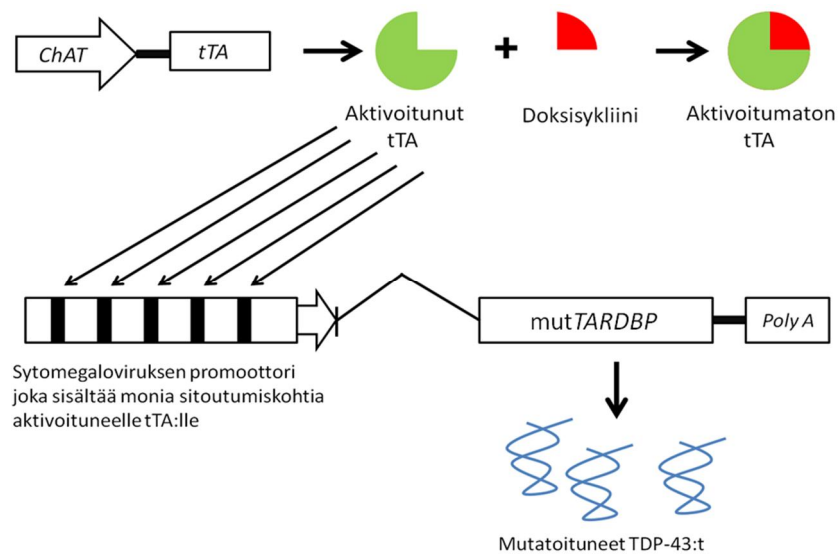 ChAT
tTA
Aktivoitunut
tTA
+
Doksisykliini
Aktivoitumaton
tTA
Sytomegaloviruksen promoottori
joka sisältää monia sitoutumiskohtia
aktivoituneelle tTA:lle
mutTARDBP
Poly A
Mutatoituneet TDP-43:t